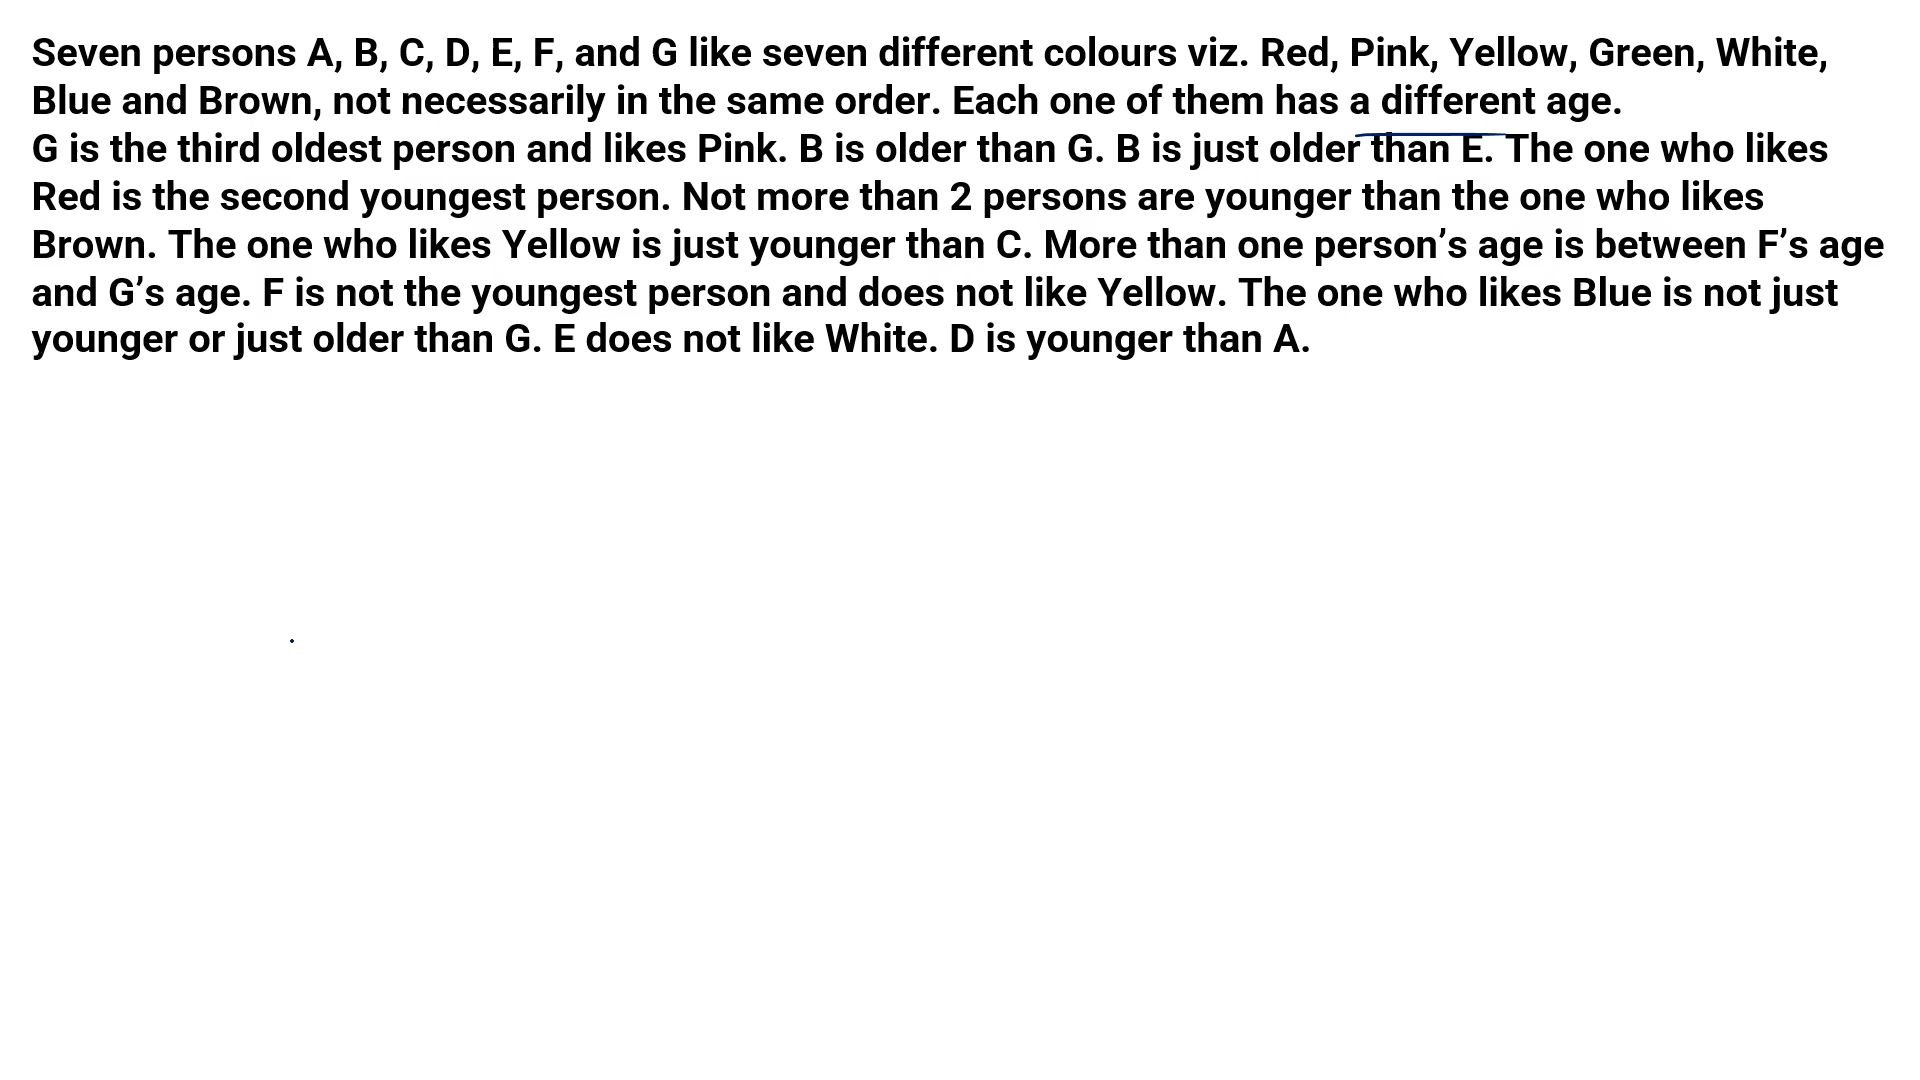 Seven persons A, B, C, D, E, F, and G like seven different colours viz. Red, Pink, Yellow, Green, White,
Blue and Brown, not necessarily in the same order. Each one of them has a different age.
G is the third oldest person and likes Pink. B is older than G. B is just older than E. The one who likes
Red is the second youngest person. Not more than 2 persons are younger than the one who likes
Brown. The one who likes Yellow is just younger than C. More than one person’s age is between F’s age
and G’s age. F is not the youngest person and does not like Yellow. The one who likes Blue is not just
younger or just older than G. E does not like White. D is younger than A.